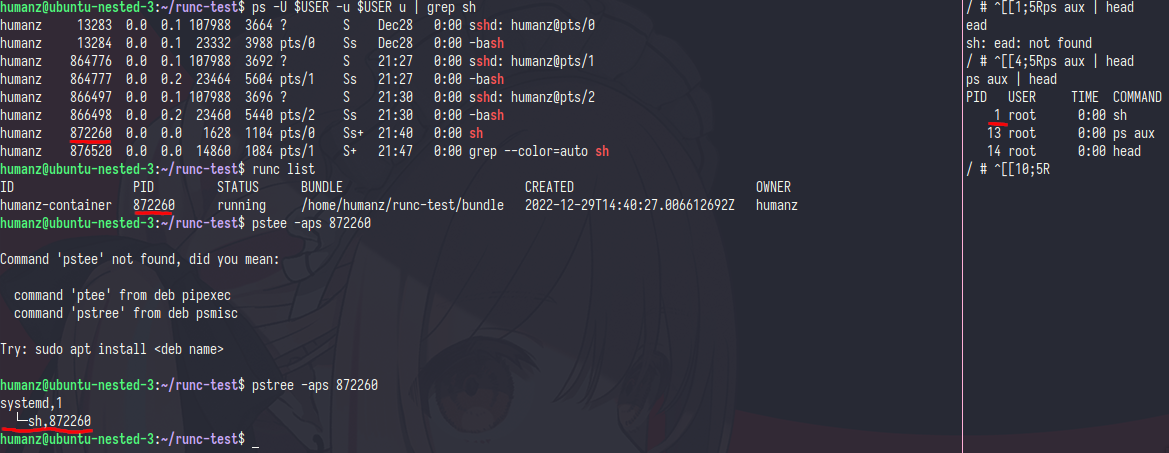 humanz@ubuntu-nested-3:~/runc-test$ ps -U $USER -u $USER u | grep sh
humanz 13283 0.0 0.1 107988 3664 ? S Dec28 0:00 sshd: humanz@pts/0
humanz 13284 0.0 0.1 23332 3988 pts/0 Ss Dec28 0:00 -bash
humanz 864776 0.0 0.1 107988 3692 ? S 21:27 0:00 sshd: humanz@pts/1
humanz 864777 0.0 0.2 23464 5604 pts/1 Ss 21:27 0:00 -bash
humanz 866497 0.0 0.1 107988 3696 ? S 21:30 0:00 sshd: humanz@pts/2
humanz 866498 0.0 0.2 23460 5440 pts/2 Ss 21:30 0:00 -bash
humanz 872260 0.0 0.0 1628 1104 pts/0 Ss+ 21:40 0:00 sh
humanz 876520 0.0 0.0 14860 1084 pts/1 S+ 21:47 0:00 grep --color=auto sh
humanz@ubuntu-nested-3:~/runc-test$ runc list
ID PID STATUS BUNDLE CREATED OWNER
humanz-container 872260 running /home/humanz/runc-test/bundle 2022-12-29T14:40:27.006612692Z humanz
humanz@ubuntu-nested-3:~/runc-test$ pstee -aps 872260
Command 'pstee' not found, did you mean:
command 'ptee' from deb pipexec
command 'pstree' from deb psmisc
Try: sudo apt install <deb name>
humanz@ubuntu-nested-3:~/runc-test$ pstree -aps 872260
systemd,1
└─sh,872260
humanz@ubuntu-nested-3:~/runc-test$ _
/ # ^[[1;5Rps aux | head
ead
sh: ead: not found
/ # ^[[4;5Rps aux | head
ps aux | head
PID USER TIME COMMAND
1 root 0:00 sh
13 root 0:00 ps aux
14 root 0:00 head
/ # ^[[10;5R